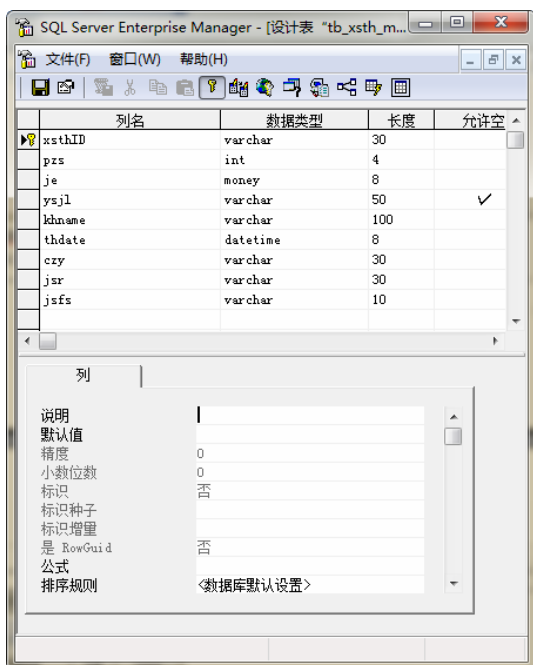 SQL Server Enterprise Manager - [设计表 “tb_xsth_m...
文件(F) 窗口(W) 帮助(H)
列名 数据类型 长度 允许空
xsthID varchar 30
pzs int 4
je money 8
ysjl varchar 50
khname varchar 100
thdate datetime 8
czy varchar 30
jsr varchar 30
jsfs varchar 10
列
说明
默认值
精度 0
小数位数 0
标识 否
标识种子
标识增量
是 RowGuid 否
公式
排序规则 <数据库默认设置>